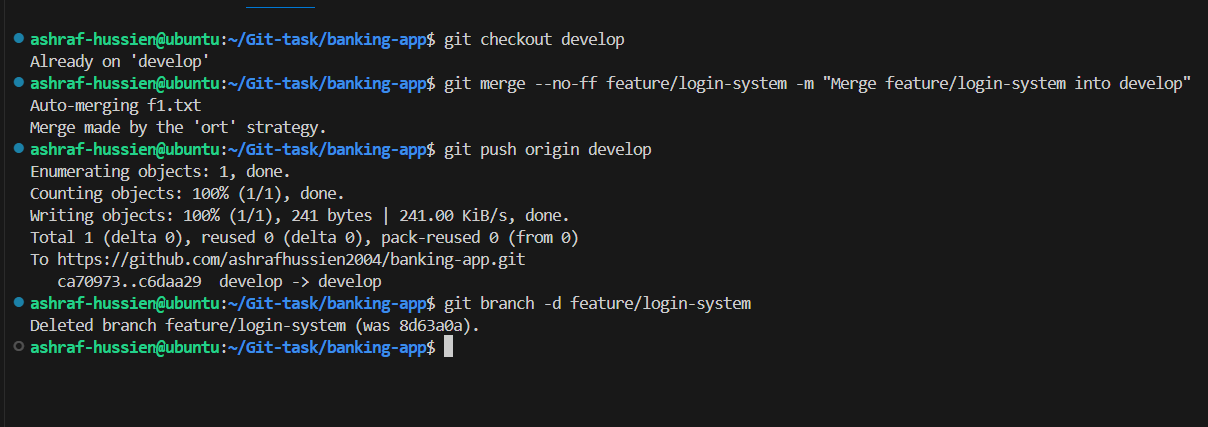 ashraf-hussien@ubuntu:~/Git-task/banking-app$ git checkout develop
Already on 'develop'
ashraf-hussien@ubuntu:~/Git-task/banking-app$ git merge --no-ff feature/login-system -m "Merge feature/login-system into develop"
Auto-merging f1.txt
Merge made by the 'ort' strategy.
ashraf-hussien@ubuntu:~/Git-task/banking-app$ git push origin develop
Enumerating objects: 1, done.
Counting objects: 100% (1/1), done.
Writing objects: 100% (1/1), 241 bytes | 241.00 KiB/s, done.
Total 1 (delta 0), reused 0 (delta 0), pack-reused 0 (from 0)
To https://github.com/ashrafhussien2004/banking-app.git
   ca70973..c6daa29  develop -> develop
ashraf-hussien@ubuntu:~/Git-task/banking-app$ git branch -d feature/login-system
Deleted branch feature/login-system (was 8d63a0a).
ashraf-hussien@ubuntu:~/Git-task/banking-app$